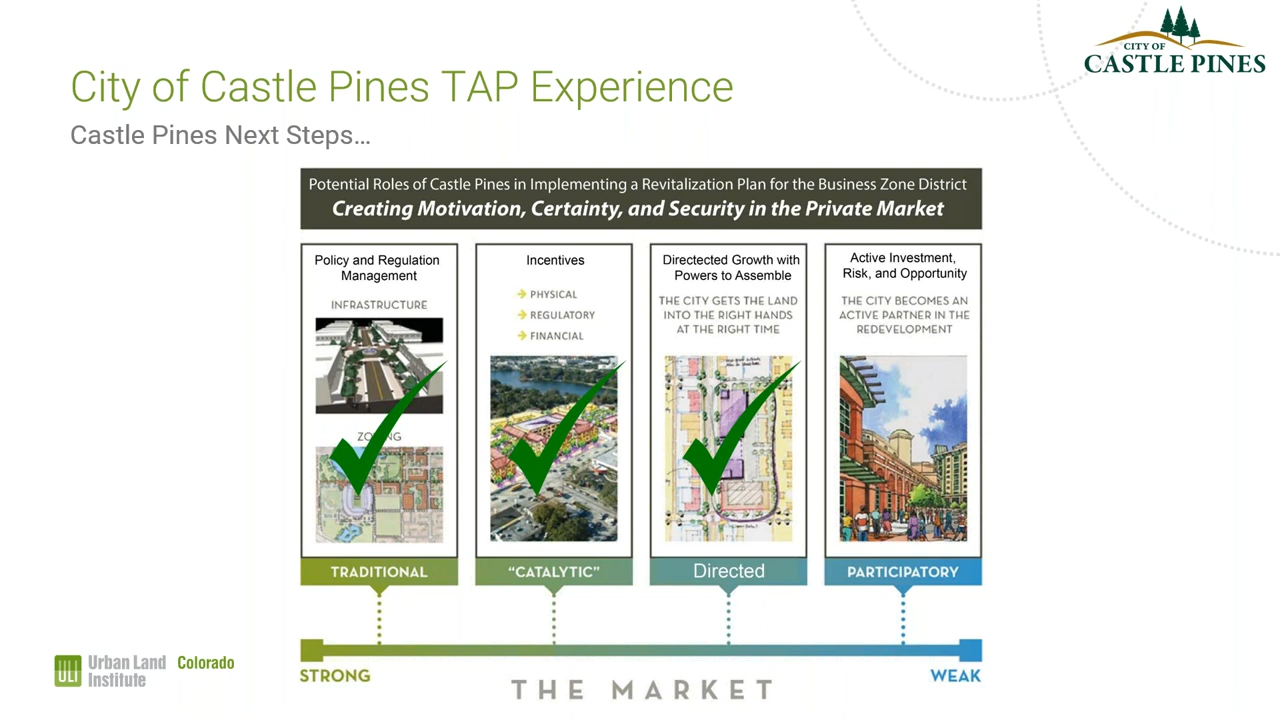 CITY OF
CASTLE PINES
City of Castle Pines TAP Experience
Castle Pines Next Steps…
Potential Roles of Castle Pines in Implementing a Revitalization Plan for the Business Zone District
Creating Motivation, Certainty, and Security in the Private Market
Policy and Regulation
Management
INFRASTRUCTURE
TRADITIONAL
Incentives
PHYSICAL
REGULATORY
FINANCIAL
"CATALYTIC"
Directected Growth with
Powers to Assemble
THE CITY GETS THE LAND
INTO THE RIGHT HANDS
AT THE RIGHT TIME
Directed
Active Investment,
Risk, and Opportunity
THE CITY BECOMES AN
ACTIVE PARTNER IN THE
REDEVELOPMENT
PARTICIPATORY
STRONG
WEAK
THE MARKET
ULI Urban Land Colorado
Institute